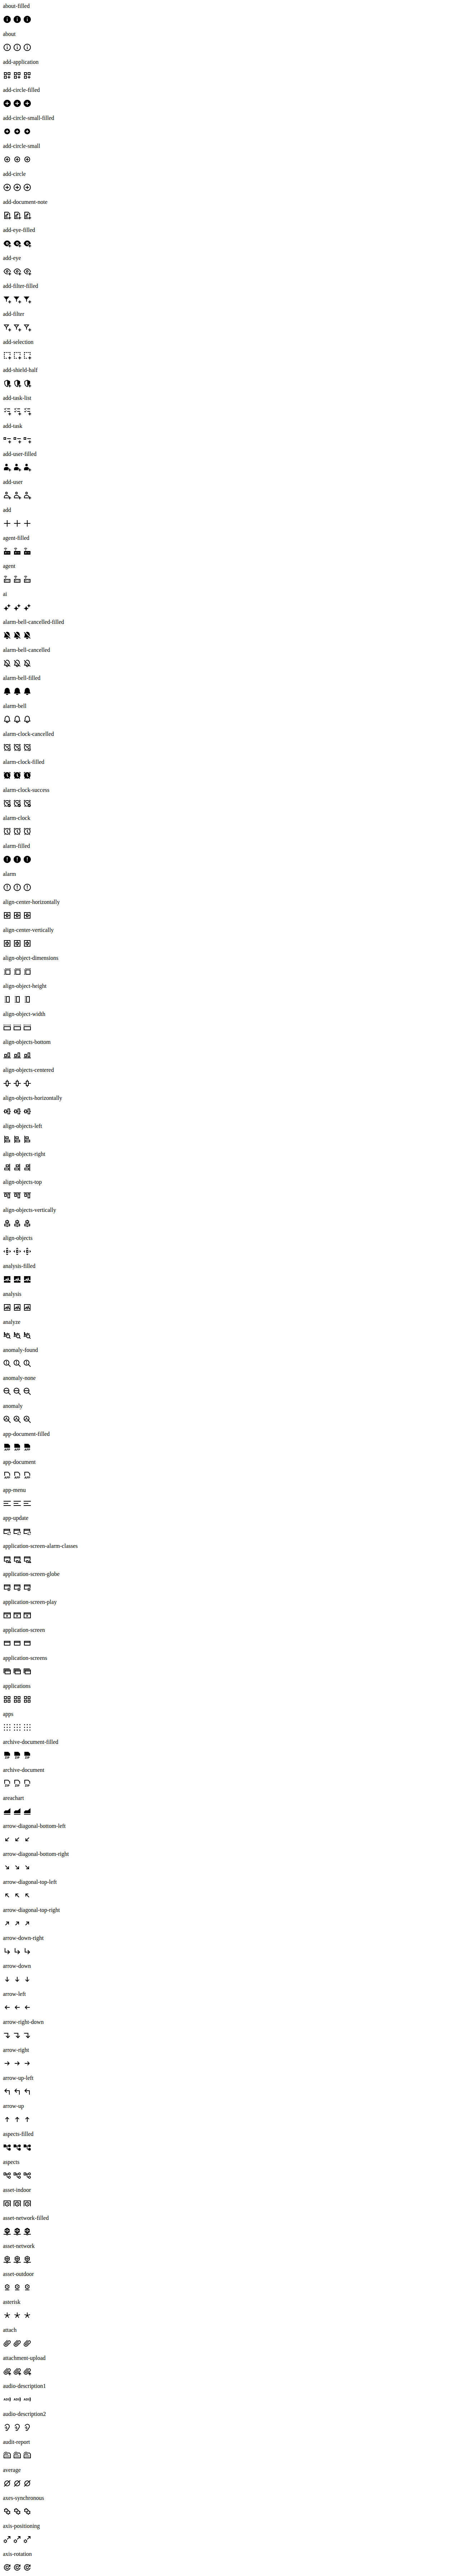 about-filled
about
add-application
add-circle-filled
add-circle-small-filled
add-circle-small
add-circle
add-document-note
add-eye-filled
add-eye
add-filter-filled
add-filter
add-selection
add-shield-half
add-task-list
add-task
add-user-filled
add-user
add
agent-filled
agent
ai
alarm-bell-cancelled-filled
alarm-bell-cancelled
alarm-bell-filled
alarm-bell
alarm-clock-cancelled
alarm-clock-filled
alarm-clock-success
alarm-clock
alarm-filled
alarm
align-center-horizontally
align-center-vertically
align-object-dimensions
align-object-height
align-object-width
align-objects-bottom
align-objects-centered
align-objects-horizontally
align-objects-left
align-objects-right
align-objects-top
align-objects-vertically
align-objects
analysis-filled
analysis
analyze
anomaly-found
anomaly-none
anomaly
app-document-filled
app-document
app-menu
app-update
application-screen-alarm-classes
application-screen-globe
application-screen-play
application-screen
application-screens
applications
apps
archive-document-filled
archive-document
areachart
arrow-diagonal-bottom-left
arrow-diagonal-bottom-right
arrow-diagonal-top-left
arrow-diagonal-top-right
arrow-down-right
arrow-down
arrow-left
arrow-right-down
arrow-right
arrow-up-left
arrow-up
aspects-filled
aspects
asset-indoor
asset-network-filled
asset-network
asset-outdoor
asterisk
attach
attachment-upload
audio-description1
audio-description2
audit-report
average
axes-synchronous
axis-positioning
axis-rotation